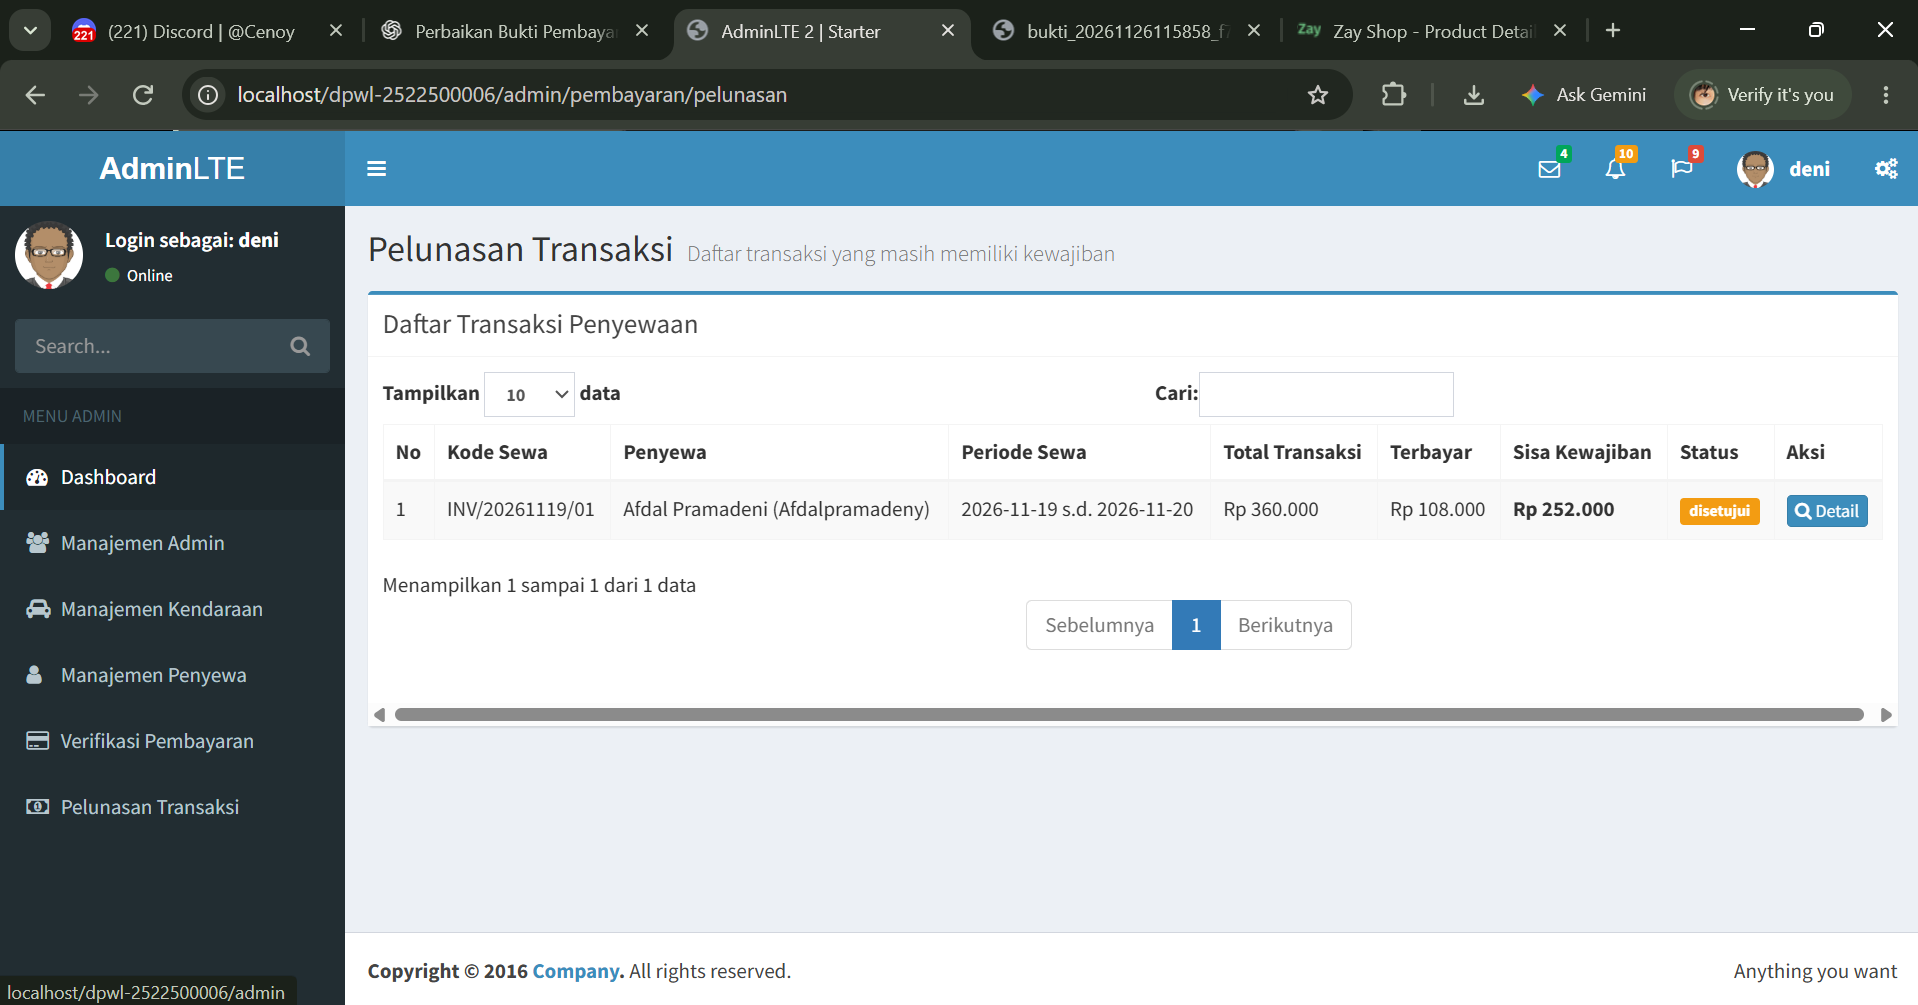 (221) Discord | @Cenoy
Perbaikan Bukti Pembaya
AdminLTE 2 | Starter
bukti_20261126115858_f7
Zay Zay Shop - Product Detail
221
localhost/dpwl-2522500006/admin/pembayaran/pelunasan
Ask Gemini
Verify it's you
AdminLTE
4
10
9
deni
Login sebagai: deni
Online
Search...
MENU ADMIN
Dashboard
Manajemen Admin
Manajemen Kendaraan
Manajemen Penyewa
Verifikasi Pembayaran
Pelunasan Transaksi
Pelunasan Transaksi Daftar transaksi yang masih memiliki kewajiban
Daftar Transaksi Penyewaan
Tampilkan 10 data
Cari:
No Kode Sewa Penyewa Periode Sewa Total Transaksi Terbayar Sisa Kewajiban Status Aksi
1 INV/20261119/01 Afdal Pramadeni (Afdalpramadeny) 2026-11-19 s.d. 2026-11-20 Rp 360.000 Rp 108.000 Rp 252.000 disetujui Detail
Menampilkan 1 sampai 1 dari 1 data
Sebelumnya 1 Berikutnya
Copyright © 2016 Company. All rights reserved.
Anything you want
localhost/dpwl-2522500006/admin